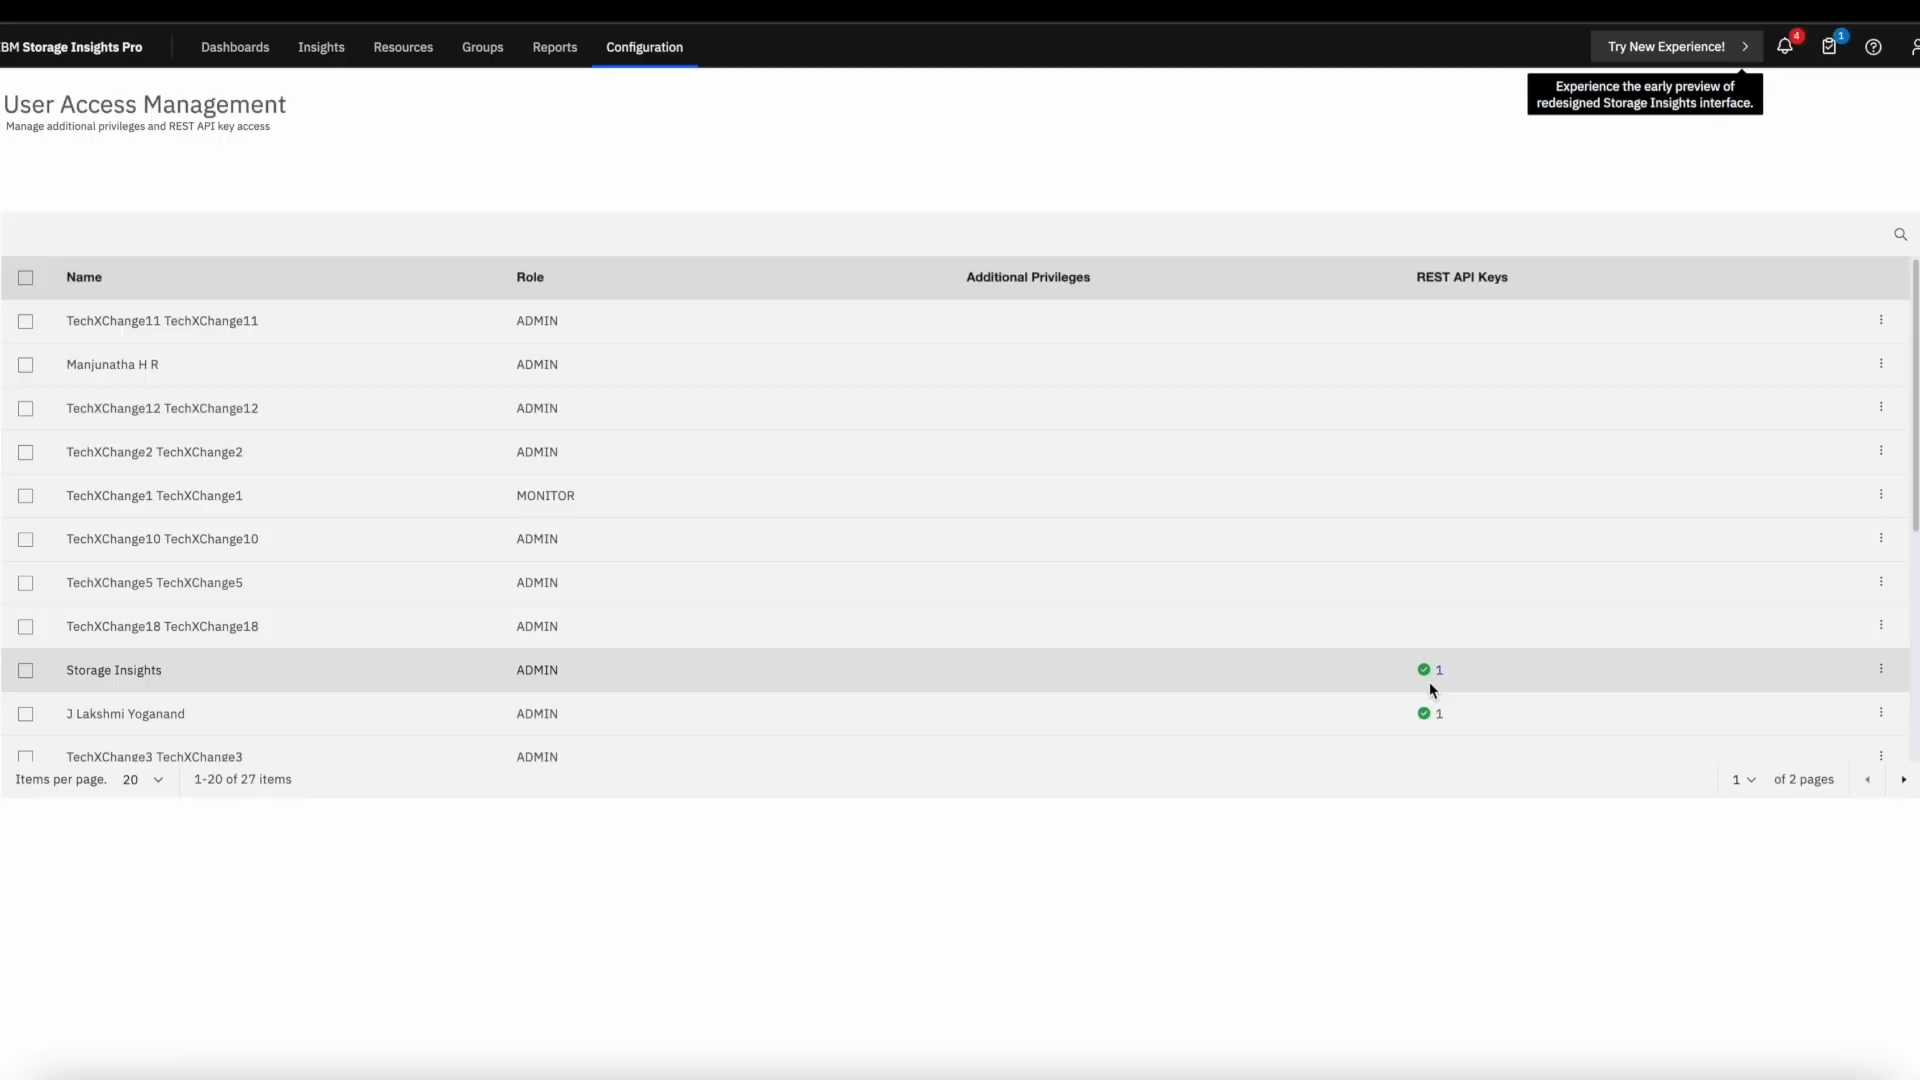 BM Storage Insights Pro
Dashboards
Insights
Resources
Groups
Reports
Configuration
Try New Experience!
4
1
Experience the early preview of
redesigned Storage Insights interface.
User Access Management
Manage additional privileges and REST API key access
Name Role Additional Privileges REST API Keys
TechXChange11 TechXChange11 ADMIN
Manjunatha H R ADMIN
TechXChange12 TechXChange12 ADMIN
TechXChange2 TechXChange2 ADMIN
TechXChange1 TechXChange1 MONITOR
TechXChange10 TechXChange10 ADMIN
TechXChange5 TechXChange5 ADMIN
TechXChange18 TechXChange18 ADMIN
Storage Insights ADMIN 1
J Lakshmi Yoganand ADMIN 1
TechXChange3 TechXChange3 ADMIN
Items per page. 20 1-20 of 27 items 1 of 2 pages